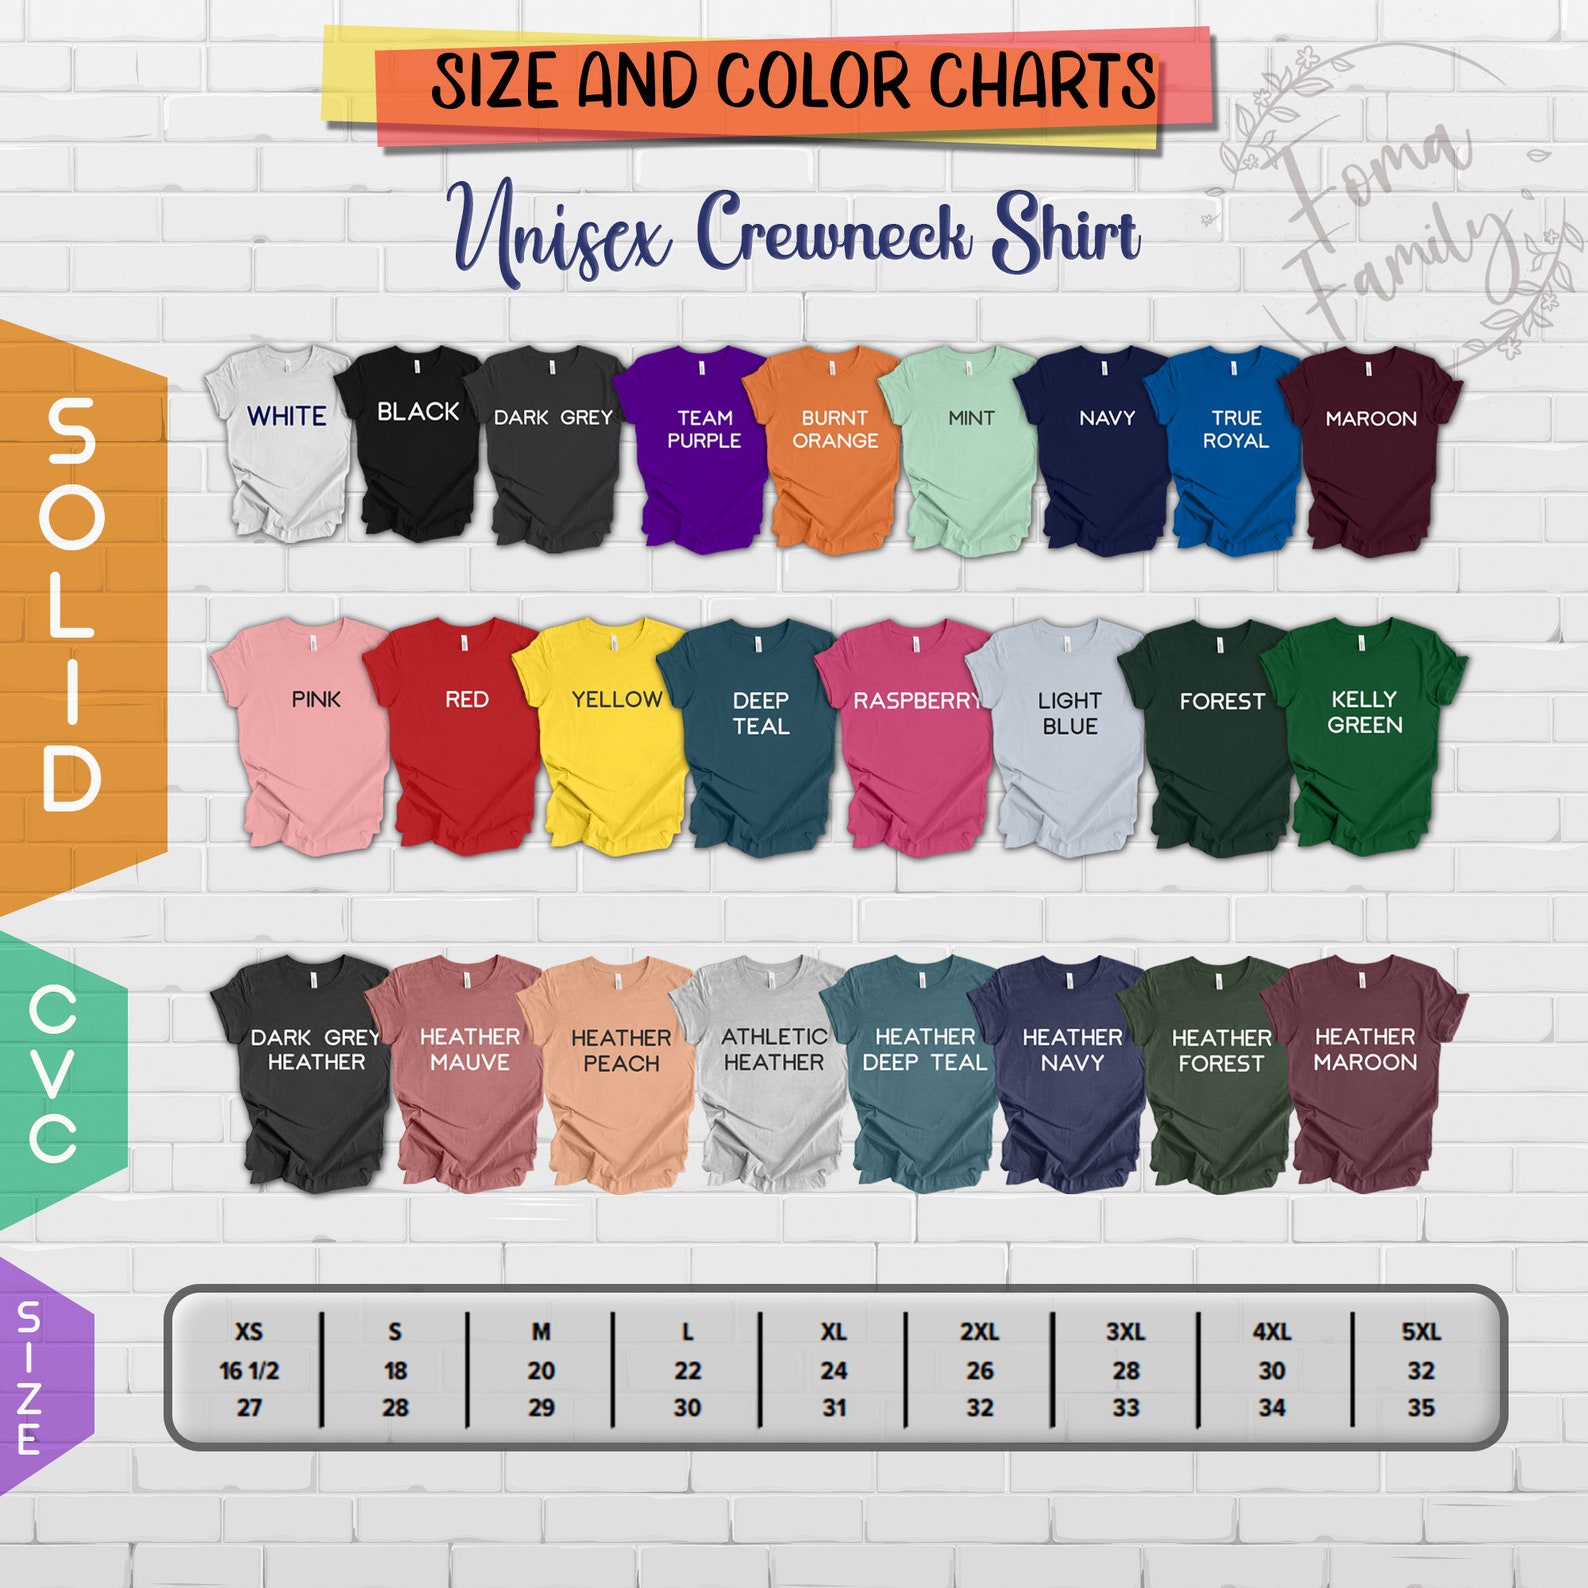 SIZE AND COLOR CHARTS
Unisex Crewneck Shirt
Foma
Family
SOLID
WHITE
BLACK
DARK GREY
TEAM
PURPLE
BURNT
ORANGE
MINT
NAVY
TRUE
ROYAL
MAROON
PINK
RED
YELLOW
DEEP
TEAL
RASPBERRY
LIGHT
BLUE
FOREST
KELLY
GREEN
CVC
DARK GREY
HEATHER
HEATHER
MAUVE
HEATHER
PEACH
ATHLETIC
HEATHER
HEATHER
DEEP TEAL
HEATHER
NAVY
HEATHER
FOREST
HEATHER
MAROON
SIZE
XS S M L XL 2XL 3XL 4XL 5XL
16 1/2 18 20 22 24 26 28 30 32
27 28 29 30 31 32 33 34 35